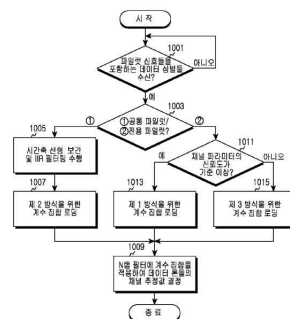 시 작
1001
파일럿 신호들을
포함하는 데이터 심벌들
수신?
아니오
예
1003
① ①공통 파일럿/ ②
②전용 파일럿?
1005
시간축 선형 보간
및 IIR 필터링 수행
1011
채널 파라미터의
신뢰도가
기준 이상?
예
아니오
1007
제 2 방식을 위한
계수 집합 로딩
1013
제 1 방식을 위한
계수 집합 로딩
1015
제 3 방식을 위한
계수 집합 로딩
1009
N탭 필터에 계수 집합을
적용하여 데이터 톤들의
채널 추정값 결정
종 료